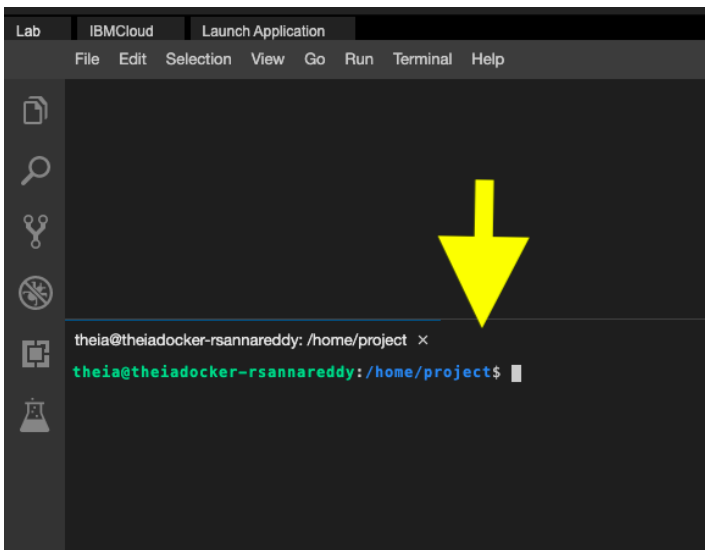 Lab IBMCloud Launch Application
File Edit Selection View Go Run Terminal Help
theia@theiadocker-rsannareddy: /home/project ×
theia@theiadocker-rsannareddy:/home/project$